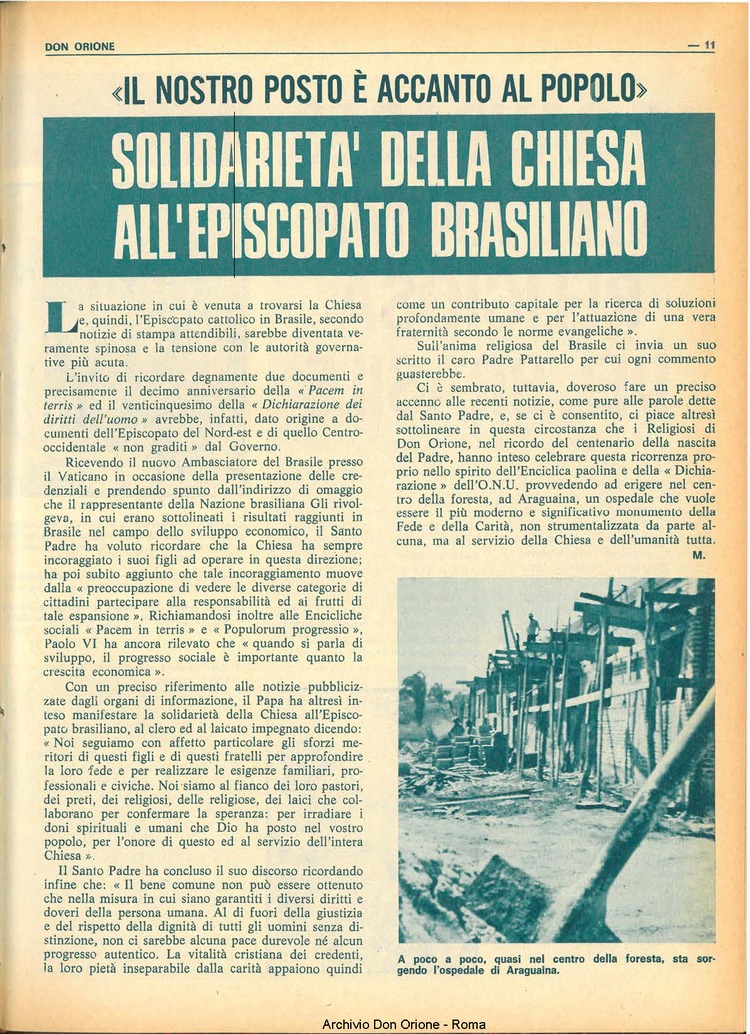 DON ORIONE
— 11
«IL NOSTRO POSTO È ACCANTO AL POPOLO»
SOLIDARIETA' DELLA CHIESA
ALL'EPISCOPATO BRASILIANO
La situazione in cui è venuta a trovarsi la Chiesa
e, quindi, l'Episcopato cattolico in Brasile, secondo
notizie di stampa attendibili, sarebbe diventata ve-
ramente spinosa e la tensione con le autorità governa-
tive più acuta.
L'invito di ricordare degnamente due documenti e
precisamente il decimo anniversario della « Pacem in
terris » ed il venticinquesimo della « Dichiarazione dei
diritti dell'uomo » avrebbe, infatti, dato origine a do-
cumenti dell'Episcopato del Nord-est e di quello Centro-
occidentale « non graditi » dal Governo.
Ricevendo il nuovo Ambasciatore del Brasile presso
il Vaticano in occasione della presentazione delle cre-
denziali e prendendo spunto dall'indirizzo di omaggio
che il rappresentante della Nazione brasiliana Gli rivol-
geva, in cui erano sottolineati i risultati raggiunti in
Brasile nel campo dello sviluppo economico, il Santo
Padre ha voluto ricordare che la Chiesa ha sempre
incoraggiato i suoi figli ad operare in questa direzione;
ha poi subito aggiunto che tale incoraggiamento muove
dalla « preoccupazione di vedere le diverse categorie di
cittadini partecipare alla responsabilità ed ai frutti di
tale espansione ». Richiamandosi inoltre alle Encicliche
sociali « Pacem in terris » e « Populorum progressio »,
Paolo VI ha ancora rilevato che « quando si parla di
sviluppo, il progresso sociale è importante quanto la
crescita economica ».
Con un preciso riferimento alle notizie pubbliciz-
zate dagli organi di informazione, il Papa ha altresì in-
teso manifestare la solidarietà della Chiesa all'Episco-
pato brasiliano, al clero ed al laicato impegnato dicendo:
« Noi seguiamo con affetto particolare gli sforzi me-
ritori di questi figli e di questi fratelli per approfondire
la loro fede e per realizzare le esigenze familiari, pro-
fessionali e civiche. Noi siamo al fianco dei loro pastori,
dei preti, dei religiosi, delle religiose, dei laici che col-
laborano per confermare la speranza: per irradiare i
doni spirituali e umani che Dio ha posto nel vostro
popolo, per l'onore di questo ed al servizio dell'intera
Chiesa ».
Il Santo Padre ha concluso il suo discorso ricordando
infine che: « Il bene comune non può essere ottenuto
che nella misura in cui siano garantiti i diversi diritti e
doveri della persona umana. Al di fuori della giustizia
e del rispetto della dignità di tutti gli uomini senza di-
stinzione, non ci sarebbe alcuna pace durevole né alcun
progresso autentico. La vitalità cristiana dei credenti,
la loro pietà inseparabile dalla carità appaiono quindi
come un contributo capitale per la ricerca di soluzioni
profondamente umane e per l'attuazione di una vera
fraternità secondo le norme evangeliche ».
Sull'anima religiosa del Brasile ci invia un suo
scritto il caro Padre Pattarello per cui ogni commento
guasterebbe.
Ci è sembrato, tuttavia, doveroso fare un preciso
accenno alle recenti notizie, come pure alle parole dette
dal Santo Padre, e, se ci è consentito, ci piace altresì
sottolineare in questa circostanza che i Religiosi di
Don Orione, nel ricordo del centenario della nascita
del Padre, hanno inteso celebrare questa ricorrenza pro-
prio nello spirito dell'Enciclica paolina e della « Dichia-
razione » dell'O.N.U. provvedendo ad erigere nel cen-
tro della foresta, ad Araguaina, un ospedale che vuole
essere il più moderno e significativo monumento della
Fede e della Carità, non strumentalizzata da parte al-
cuna, ma al servizio della Chiesa e dell'umanità tutta.
M.
A poco a poco, quasi nel centro della foresta, sta sor-
gendo l'ospedale di Araguaina.
Archivio Don Orione - Roma